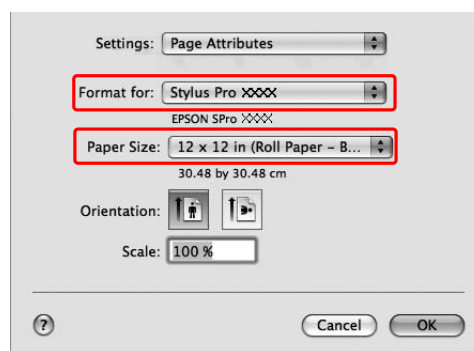 Settings: Page Attributes
Format for: Stylus Pro XXXX
EPSON SPro XXXX
Paper Size: 12 x 12 in (Roll Paper – B...
30.48 by 30.48 cm
Orientation:
Scale: 100 %
? Cancel OK